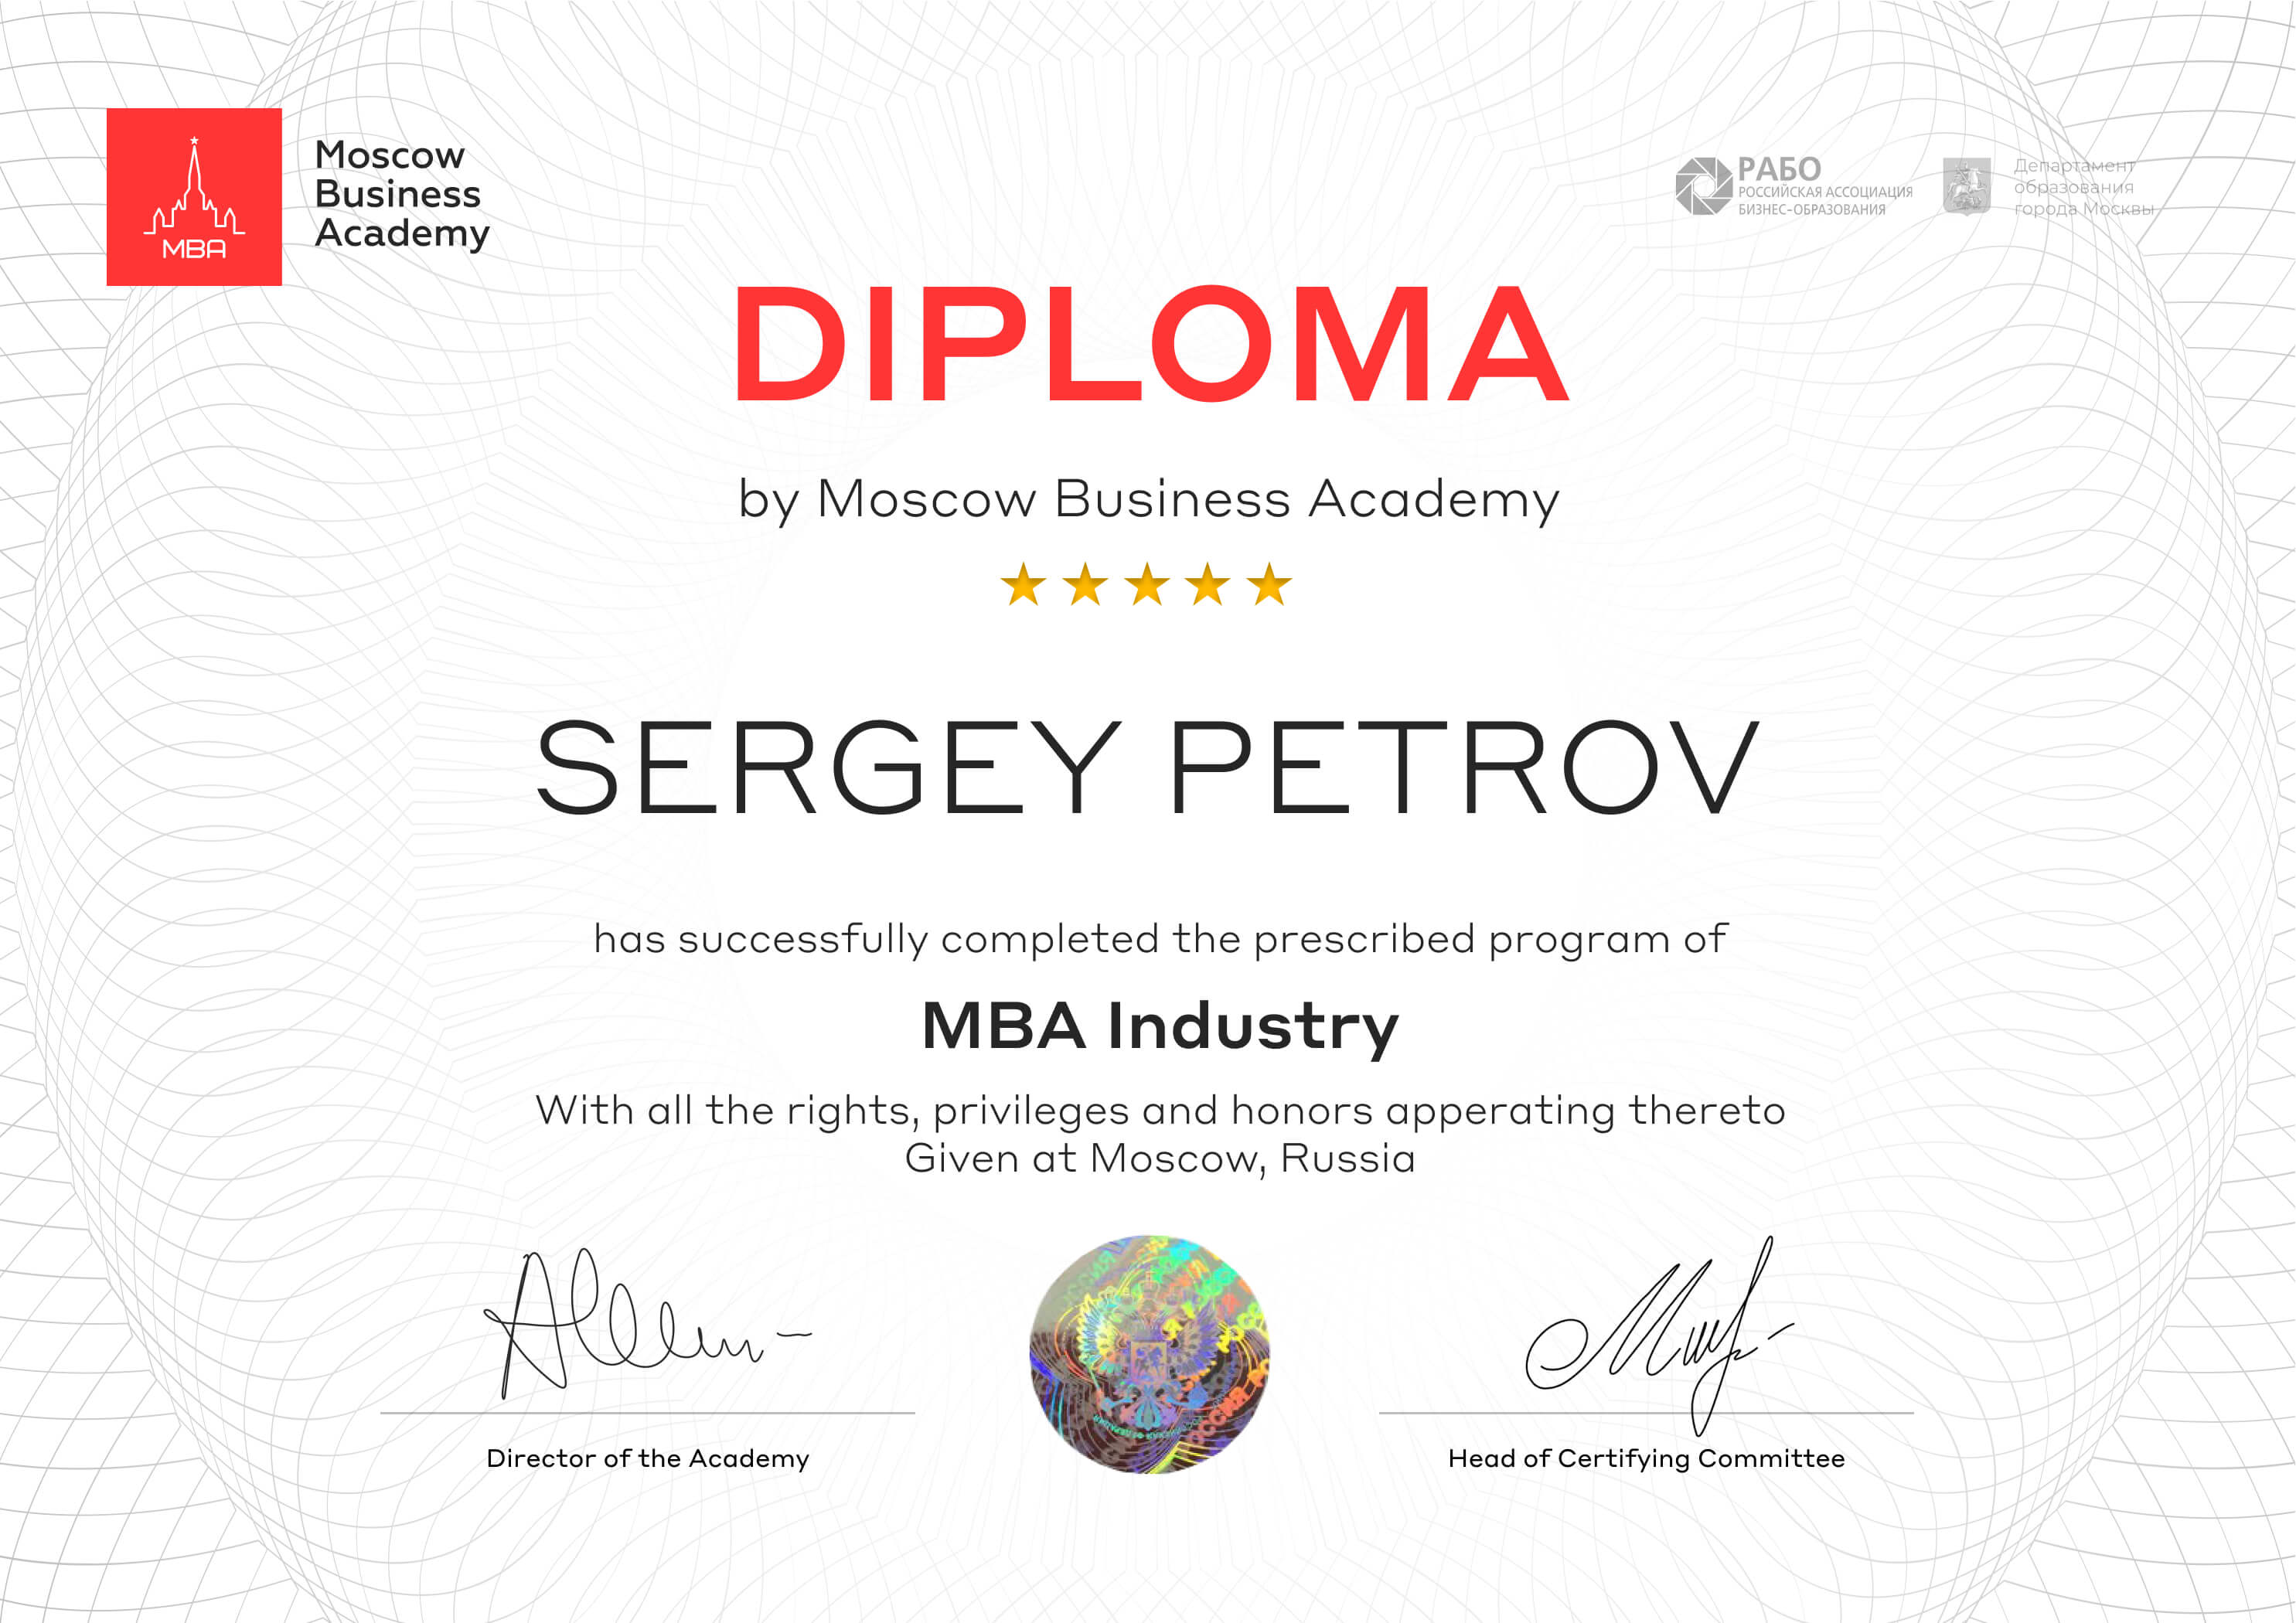 MBA
Moscow
Business
Academy
РАБО
РОССИЙСКАЯ АССОЦИАЦИЯ
БИЗНЕС-ОБРАЗОВАНИЯ
Департамент
образования
города Москвы
DIPLOMA
by Moscow Business Academy
SERGEY PETROV
has successfully completed the prescribed program of
MBA Industry
With all the rights, privileges and honors apperating thereto
Given at Moscow, Russia
Director of the Academy
Head of Certifying Committee